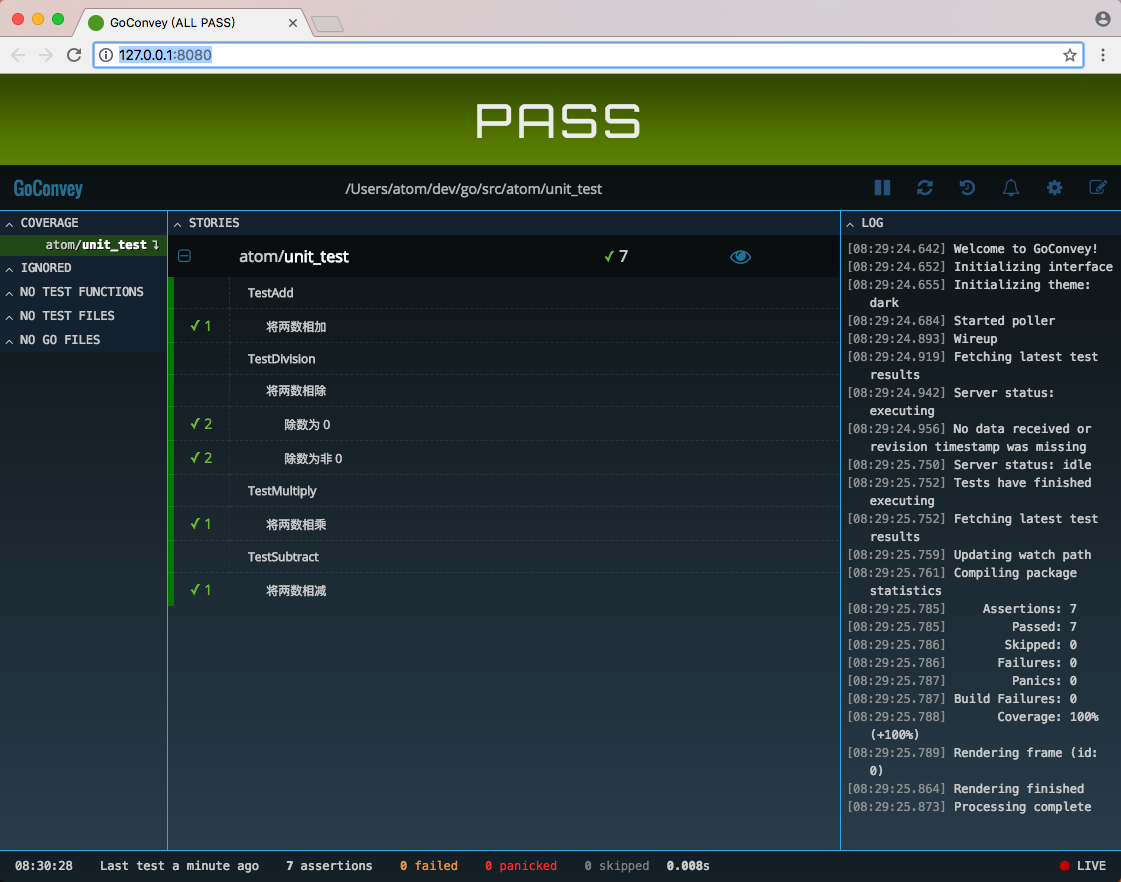 GoConvey (ALL PASS)
127.0.0.1:8080
PASS
GoConvey
/Users/atom/dev/go/src/atom/unit_test
COVERAGE
atom/unit_test
IGNORED
NO TEST FUNCTIONS
NO TEST FILES
NO GO FILES
STORIES
atom/unit_test ✓ 7
TestAdd
✓ 1 将两数相加
TestDivision
将两数相除
✓ 2 除数为 0
✓ 2 除数为非 0
TestMultiply
✓ 1 将两数相乘
TestSubtract
✓ 1 将两数相减
LOG
[08:29:24.642] Welcome to GoConvey!
[08:29:24.652] Initializing interface
[08:29:24.655] Initializing theme:
dark
[08:29:24.684] Started poller
[08:29:24.893] Wireup
[08:29:24.919] Fetching latest test
results
[08:29:24.942] Server status:
executing
[08:29:24.956] No data received or
revision timestamp was missing
[08:29:25.750] Server status: idle
[08:29:25.752] Tests have finished
executing
[08:29:25.752] Fetching latest test
results
[08:29:25.759] Updating watch path
[08:29:25.761] Compiling package
statistics
[08:29:25.785] Assertions: 7
[08:29:25.785] Passed: 7
[08:29:25.786] Skipped: 0
[08:29:25.786] Failures: 0
[08:29:25.787] Panics: 0
[08:29:25.787] Build Failures: 0
[08:29:25.788] Coverage: 100%
(+100%)
[08:29:25.789] Rendering frame (id:
0)
[08:29:25.864] Rendering finished
[08:29:25.873] Processing complete
08:30:28 Last test a minute ago 7 assertions 0 failed 0 panicked 0 skipped 0.008s LIVE